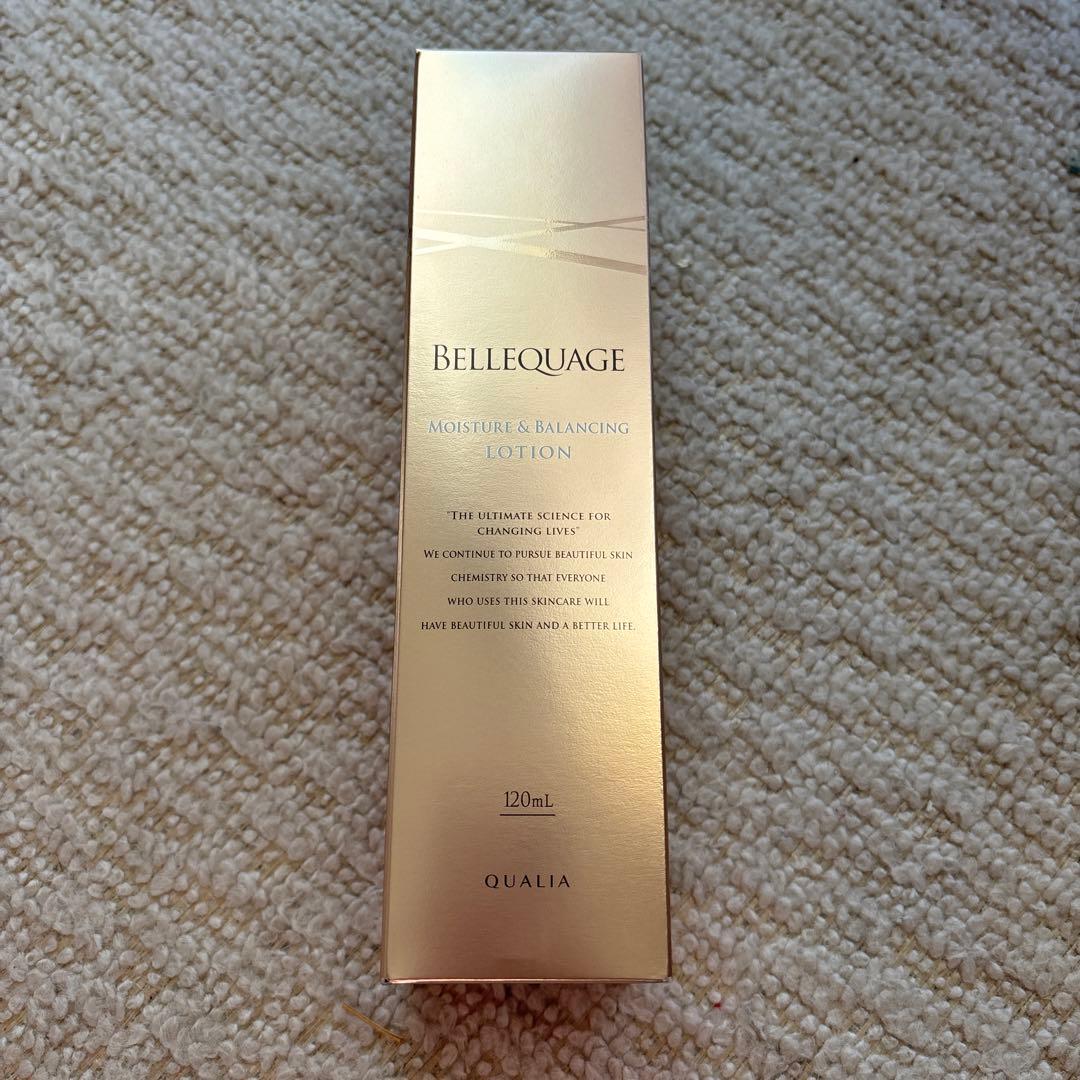 BELLEQUAGE
MOISTURE & BALANCING
LOTION
"THE ULTIMATE SCIENCE FOR
CHANGING LIVES"
WE CONTINUE TO PURSUE BEAUTIFUL SKIN
CHEMISTRY SO THAT EVERYONE
WHO USES THIS SKINCARE WILL
HAVE BEAUTIFUL SKIN AND A BETTER LIFE.
120mL
QUALIA